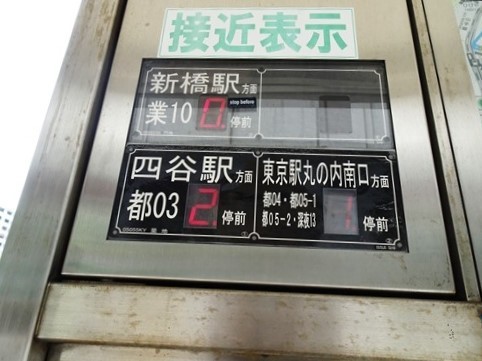 接近表示
新橋駅方面
業10 0 停前
stop before
四谷駅方面
都03 2 停前
東京駅丸の内南口方面
都04・都05-1
都05-2・深夜13
1 停前